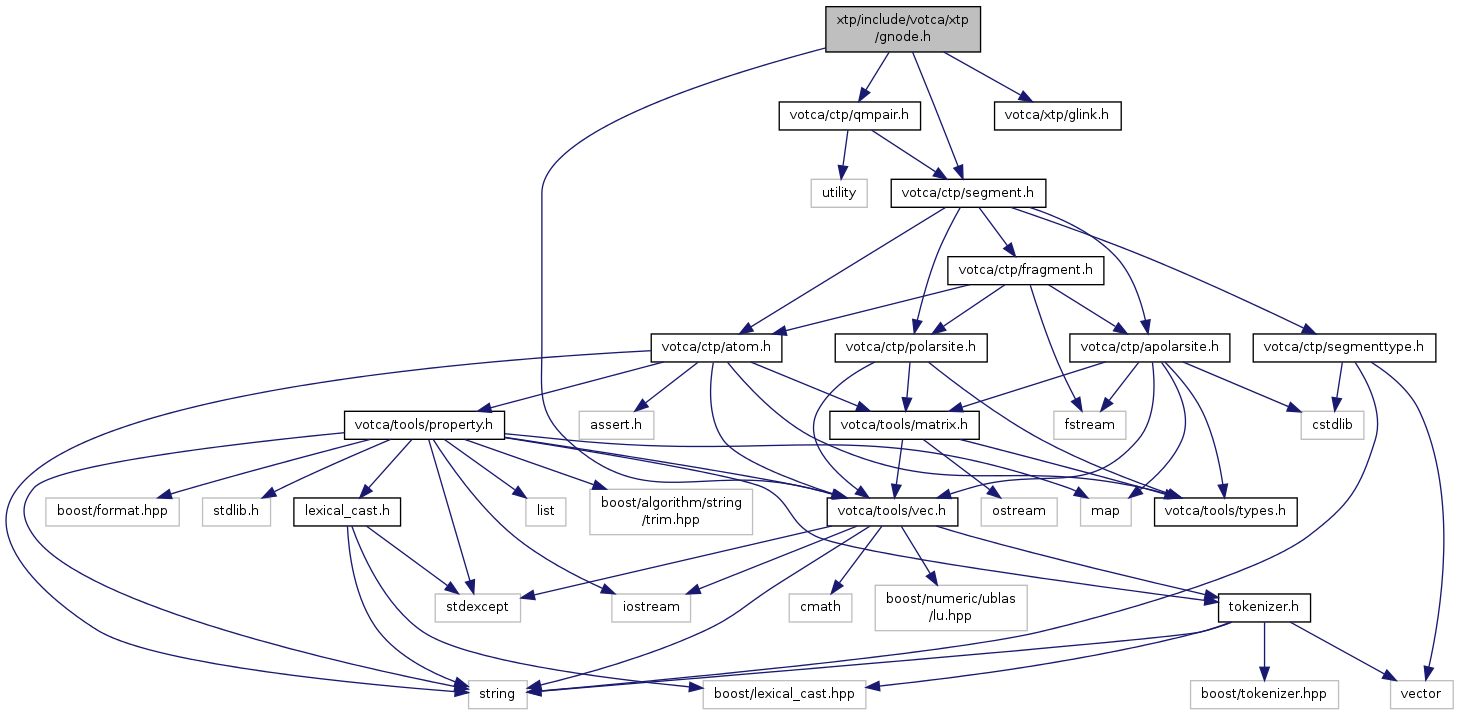 xtp/include/votca/xtp
/gnode.h
votca/ctp/qmpair.h
votca/xtp/glink.h
utility
votca/ctp/segment.h
votca/ctp/fragment.h
votca/ctp/atom.h
votca/ctp/polarsite.h
votca/ctp/apolarsite.h
votca/ctp/segmenttype.h
votca/tools/property.h
assert.h
votca/tools/matrix.h
fstream
cstdlib
boost/format.hpp
stdlib.h
lexical_cast.h
list
boost/algorithm/string
/trim.hpp
votca/tools/vec.h
ostream
map
votca/tools/types.h
stdexcept
iostream
cmath
boost/numeric/ublas
/lu.hpp
tokenizer.h
string
boost/lexical_cast.hpp
boost/tokenizer.hpp
vector